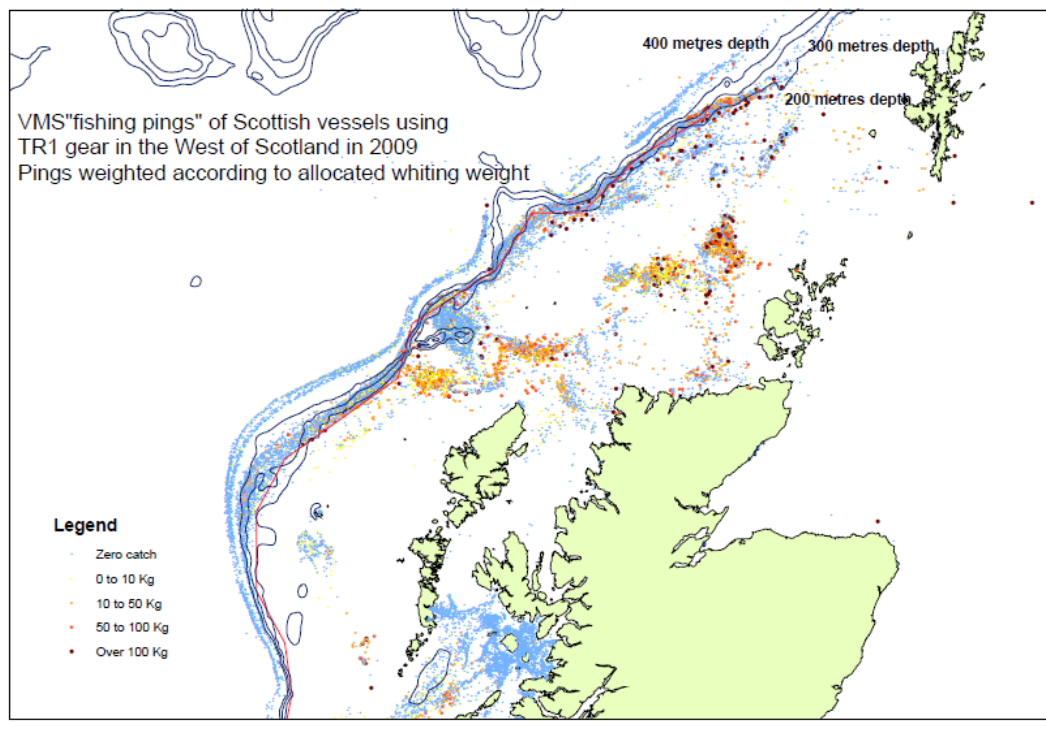 400 metres depth
300 metres depth
200 metres depth
VMS"fishing pings" of Scottish vessels using
TR1 gear in the West of Scotland in 2009
Pings weighted according to allocated whiting weight
Legend
Zero catch
0 to 10 Kg
10 to 50 Kg
50 to 100 Kg
Over 100 Kg